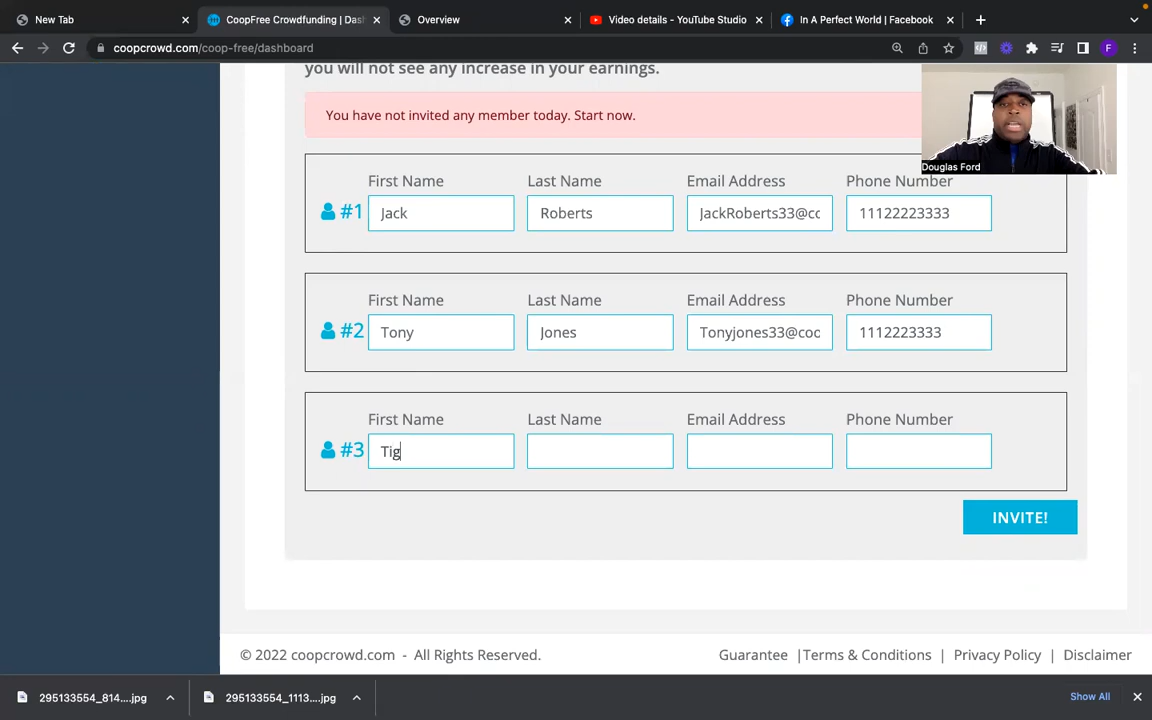 New Tab
CoopFree Crowdfunding | Das
Overview
Video details - YouTube Studio
In A Perfect World | Facebook
coopcrowd.com/coop-free/dashboard
F
you will not see any increase in your earnings.
You have not invited any member today. Start now.
Douglas Ford
First Name Last Name Email Address Phone Number
#1 Jack Roberts JackRoberts33@cc 11122223333
First Name Last Name Email Address Phone Number
#2 Tony Jones Tonyjones33@coc 1112223333
First Name Last Name Email Address Phone Number
#3 Tig
INVITE!
© 2022 coopcrowd.com - All Rights Reserved.
Guarantee | Terms & Conditions | Privacy Policy | Disclaimer
295133554_814....jpg
295133554_1113....jpg
Show All